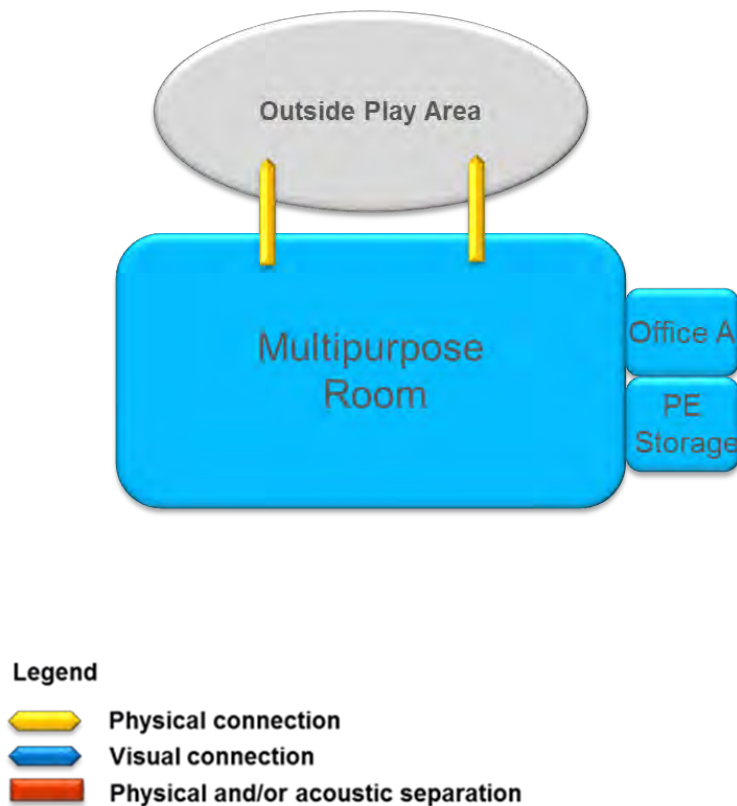 Outside Play Area
Multipurpose
Room
Office A
PE
Storage
Legend
Physical connection
Visual connection
Physical and/or acoustic separation